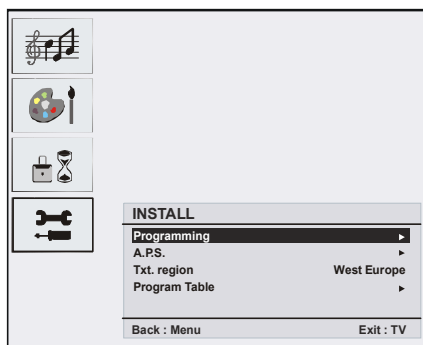 INSTALL
Programming
A.P.S.
Txt. region West Europe
Program Table
Back : Menu Exit : TV